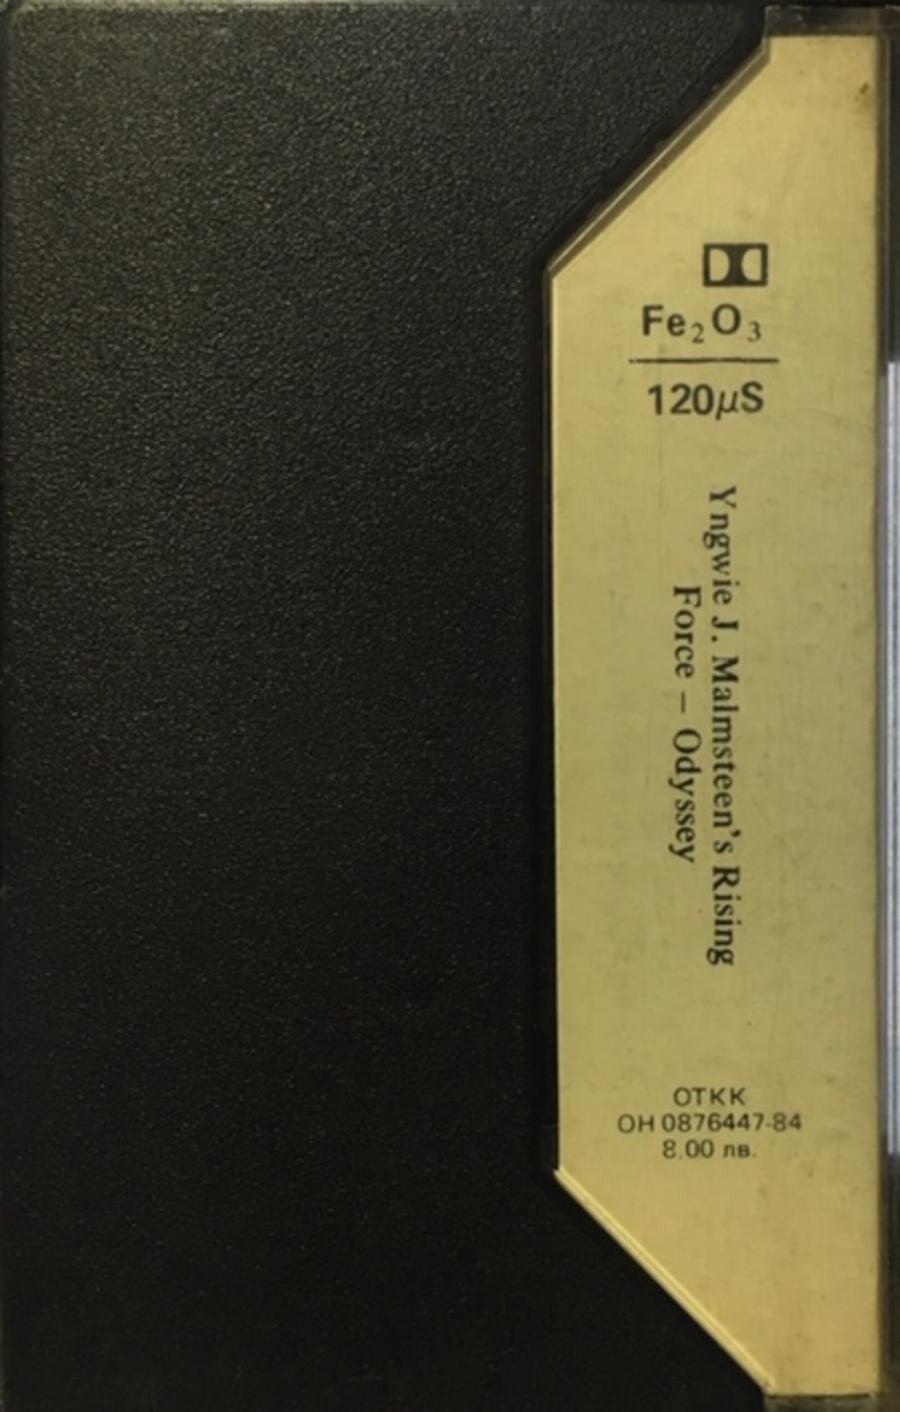 Fe₂O₃
120µS
Yngwie J. Malmsteen's Rising
Force – Odyssey
ОТКК
ОН 0876447-84
8.00 лв.